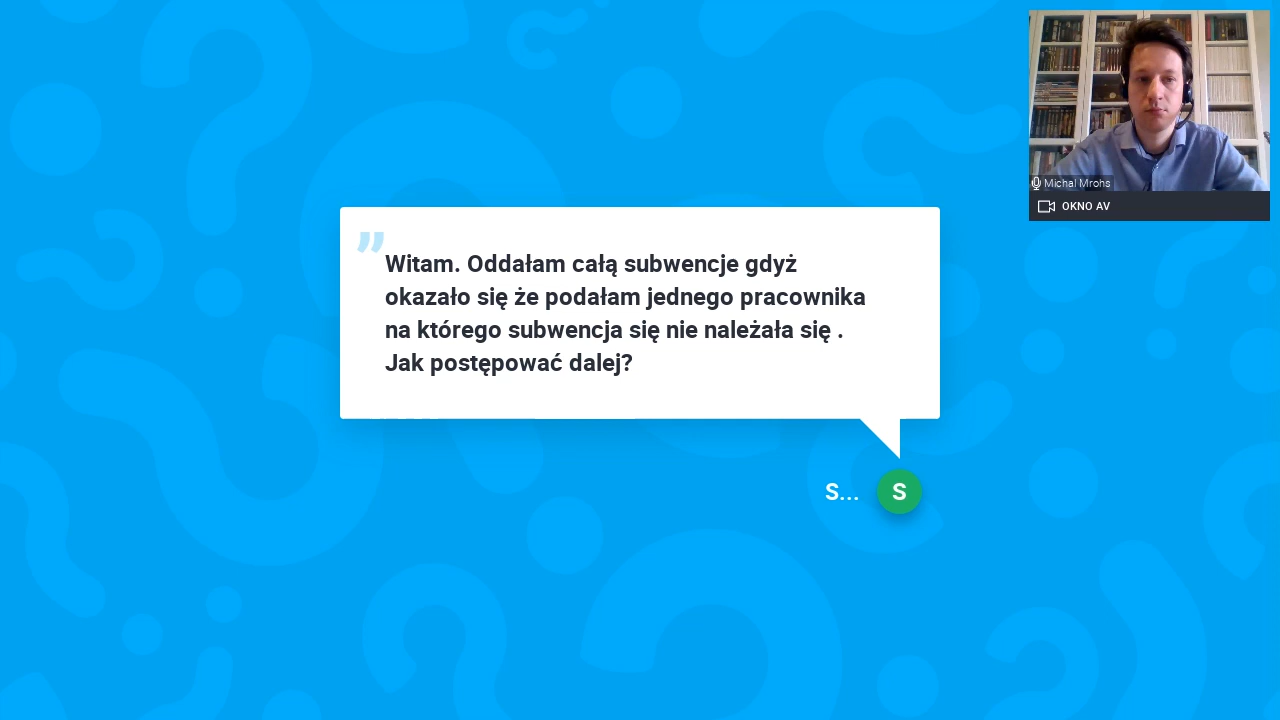 Michal Mrohs
OKNO AV
” Witam. Oddałam całą subwencje gdyż
okazało się że podałam jednego pracownika
na którego subwencja się nie należała się .
Jak postępować dalej?
S... S